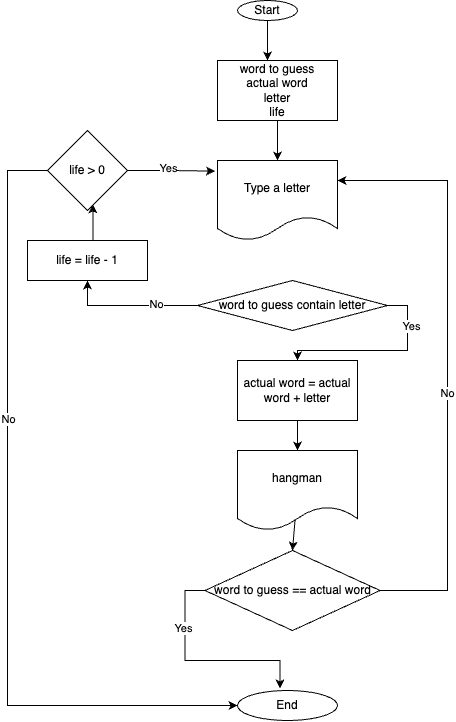 Start
word to guess
actual word
letter
life
life > 0
Yes
Type a letter
life = life - 1
No
word to guess contain letter
Yes
actual word = actual
word + letter
No
No
hangman
word to guess == actual word
Yes
End